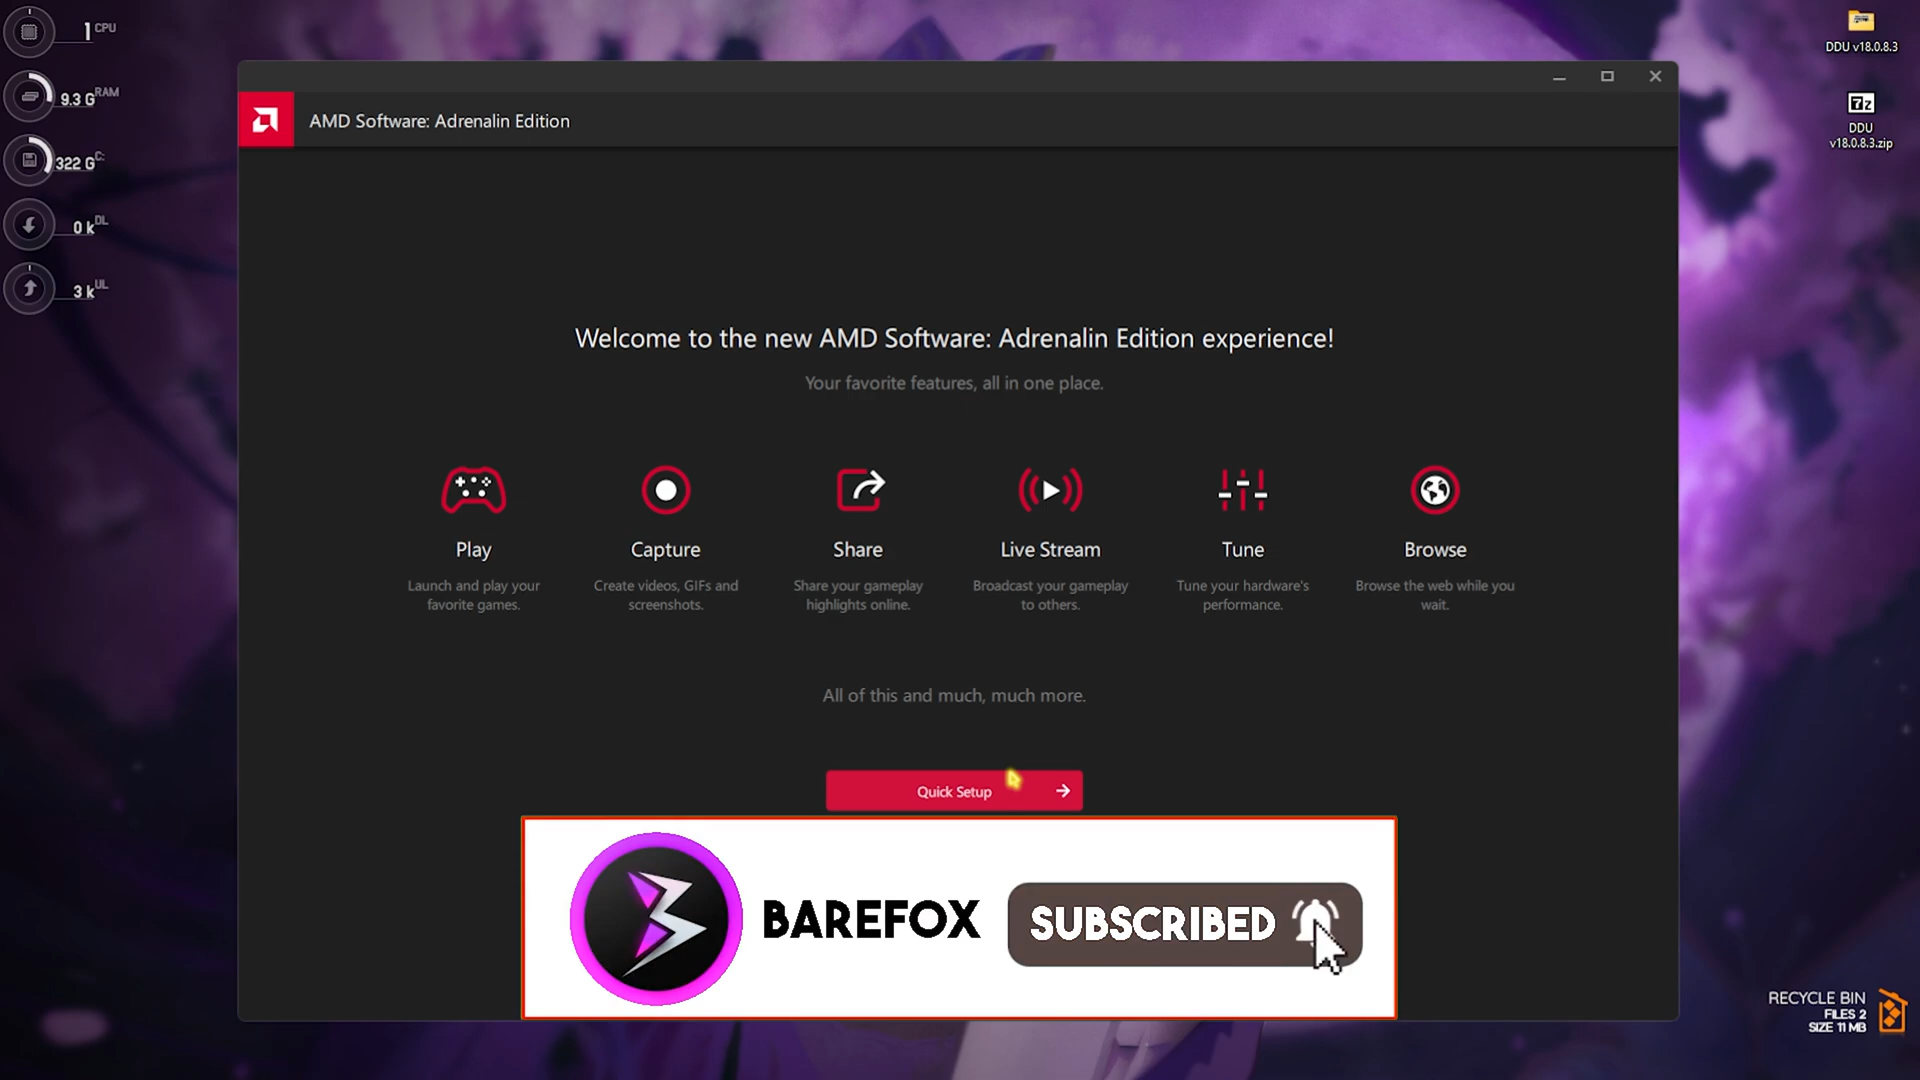 1 CPU
9.3 G RAM
322 G C:
0 k DL
3 k UL
DDU v18.0.8.3
7z
DDU
v18.0.8.3.zip
AMD Software: Adrenalin Edition
Welcome to the new AMD Software: Adrenalin Edition experience!
Your favorite features, all in one place.
Play
Launch and play your
favorite games.
Capture
Create videos, GIFs and
screenshots.
Share
Share your gameplay
highlights online.
Live Stream
Broadcast your gameplay
to others.
Tune
Tune your hardware's
performance.
Browse
Browse the web while you
wait.
All of this and much, much more.
Quick Setup
BAREFOX
SUBSCRIBED
RECYCLE BIN
FILES 2
SIZE 11 MB